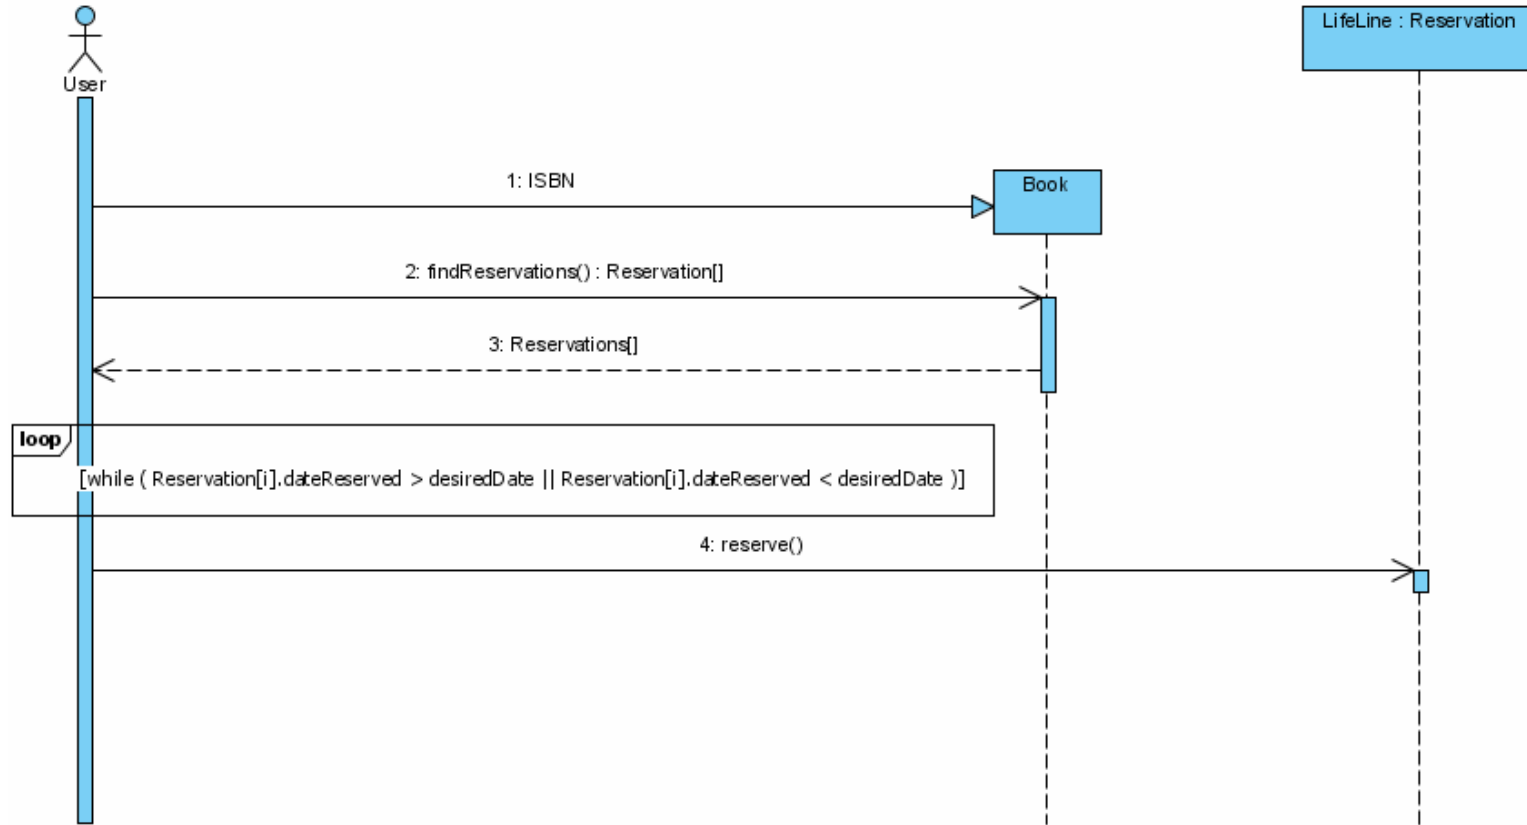 LifeLine : Reservation
User
1: ISBN
Book
2: findReservations() : Reservation[]
3: Reservations[]
loop
[while ( Reservation[i].dateReserved > desiredDate || Reservation[i].dateReserved < desiredDate )]
4: reserve()